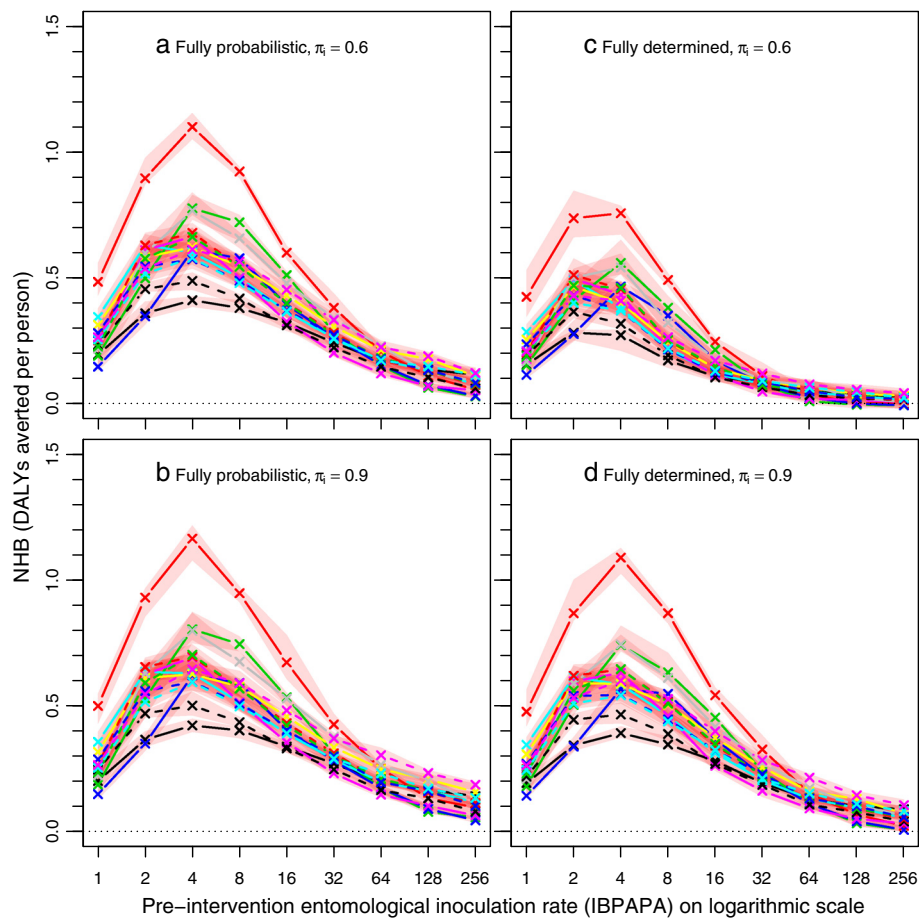 a Fully probabilistic, πi = 0.6
c Fully determined, πi = 0.6
1.5
1.0
0.5
0.0
b Fully probabilistic, πi = 0.9
d Fully determined, πi = 0.9
1.5
1.0
0.5
0.0
NHB (DALYs averted per person)
1 2 4 8 16 32 64 128 256 1 2 4 8 16 32 64 128 256
Pre−intervention entomological inoculation rate (IBPAPA) on logarithmic scale